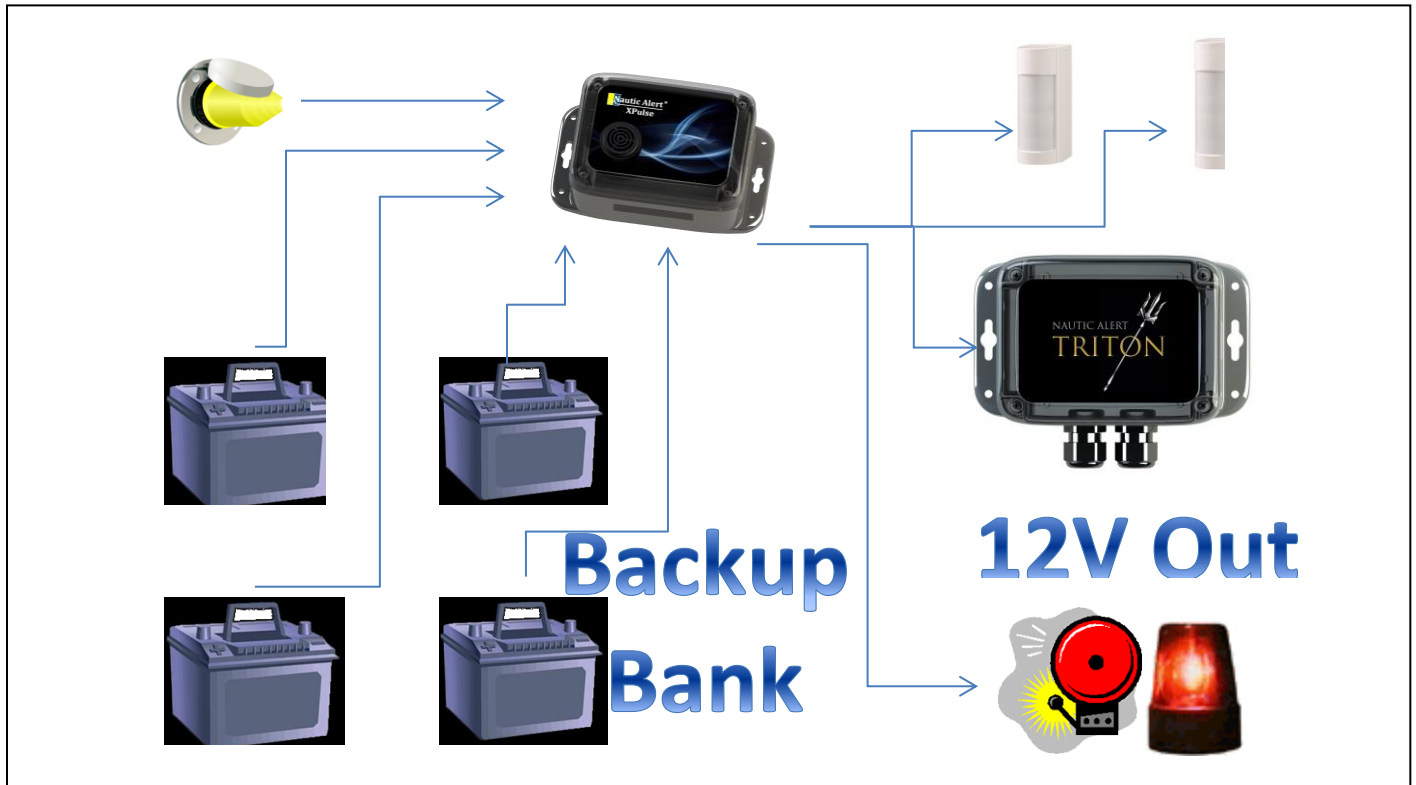 Nautic Alert®
XPulse
NAUTIC ALERT
TRITON
Backup
Bank
12V Out